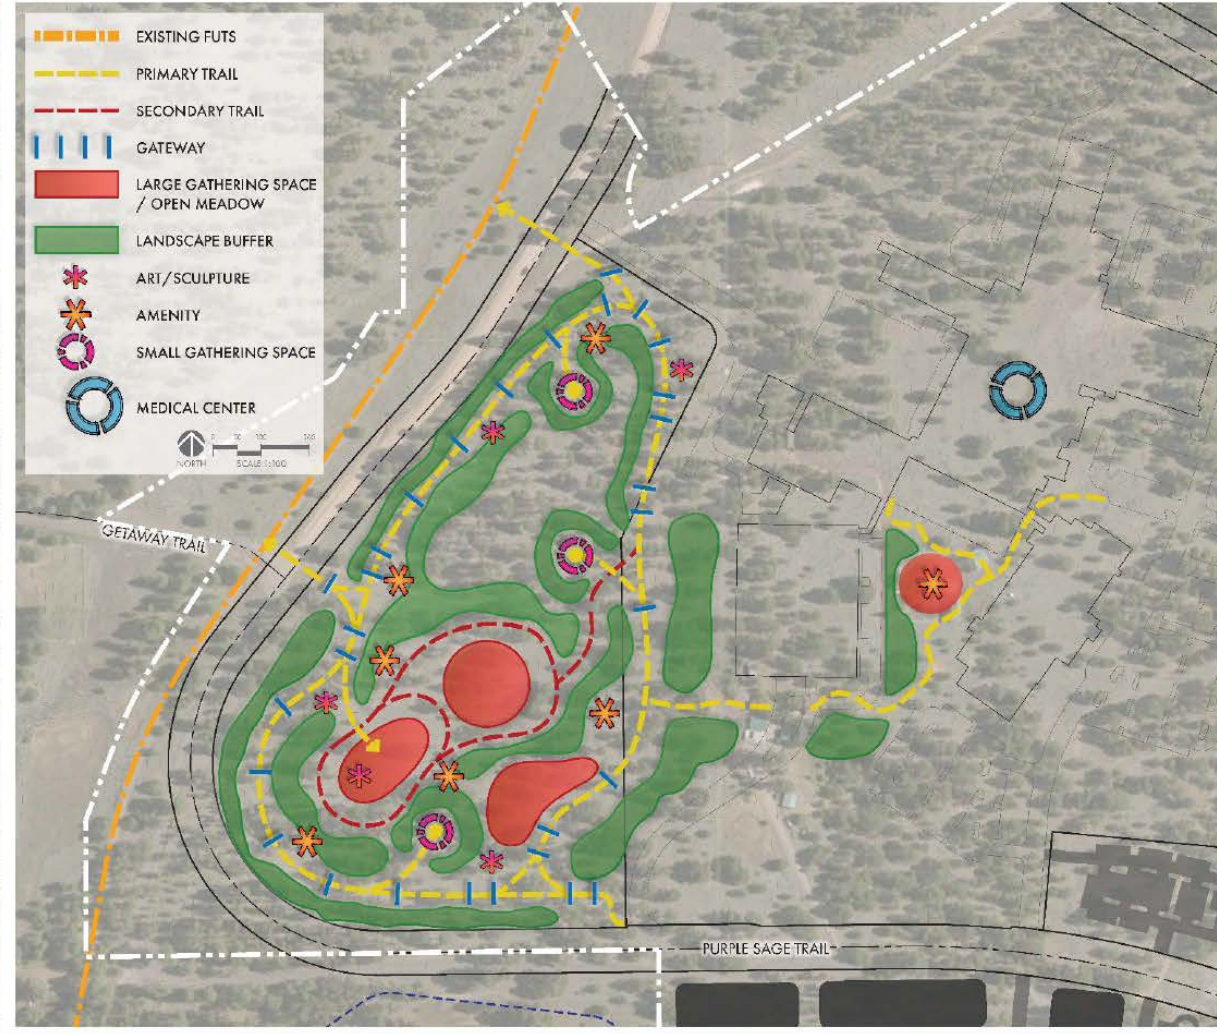 EXISTING FUTS
PRIMARY TRAIL
SECONDARY TRAIL
GATEWAY
LARGE GATHERING SPACE
/ OPEN MEADOW
LANDSCAPE BUFFER
ART/SCULPTURE
AMENITY
SMALL GATHERING SPACE
MEDICAL CENTER
NORTH
GETAWAY TRAIL
PURPLE SAGE TRAIL